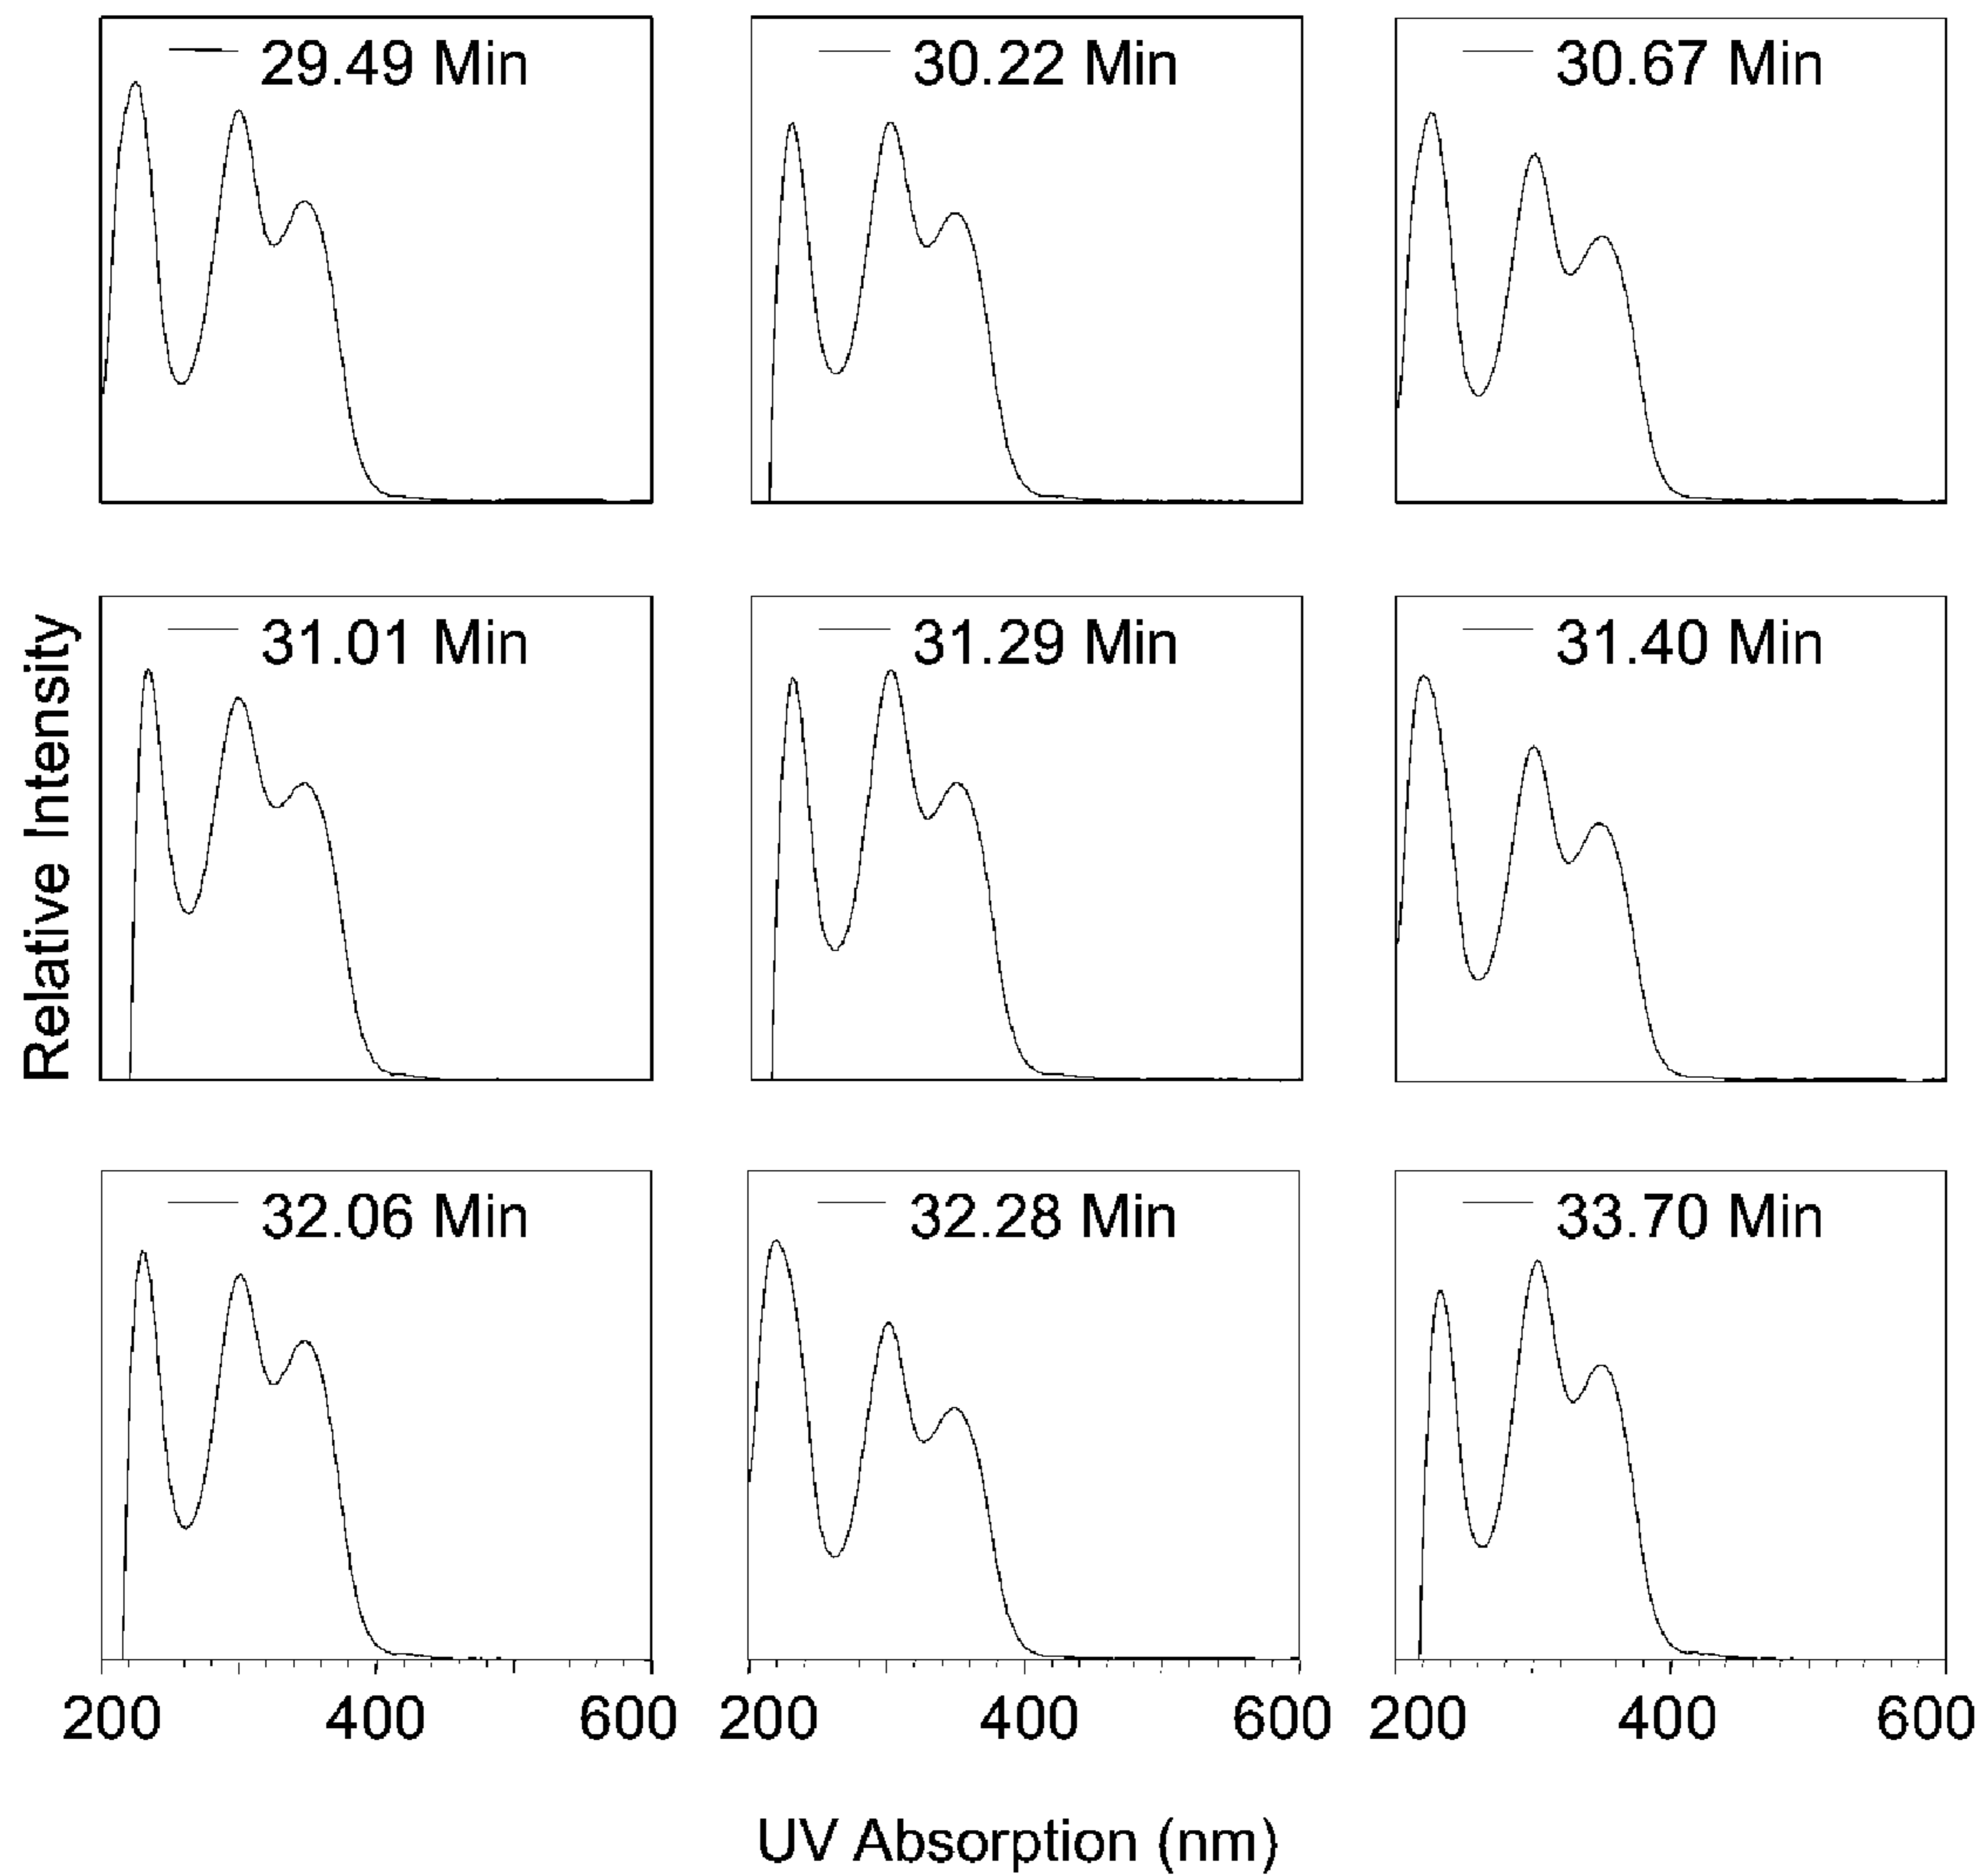 29.49 Min
30.22 Min
30.67 Min
31.01 Min
31.29 Min
31.40 Min
Relative Intensity
32.06 Min
32.28 Min
33.70 Min
200 400 600 200 400 600 200 400 600
UV Absorption (nm)